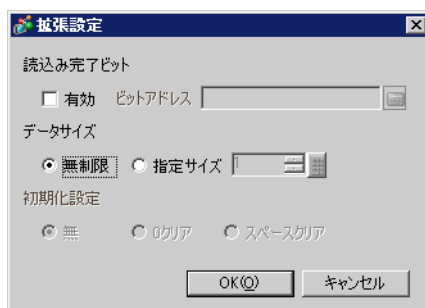 拡張設定
読込み完了ビット
有効 ビットアドレス
データサイズ
無制限 指定サイズ 1
初期化設定
無 0クリア スペースクリア
OK(O) キャンセル